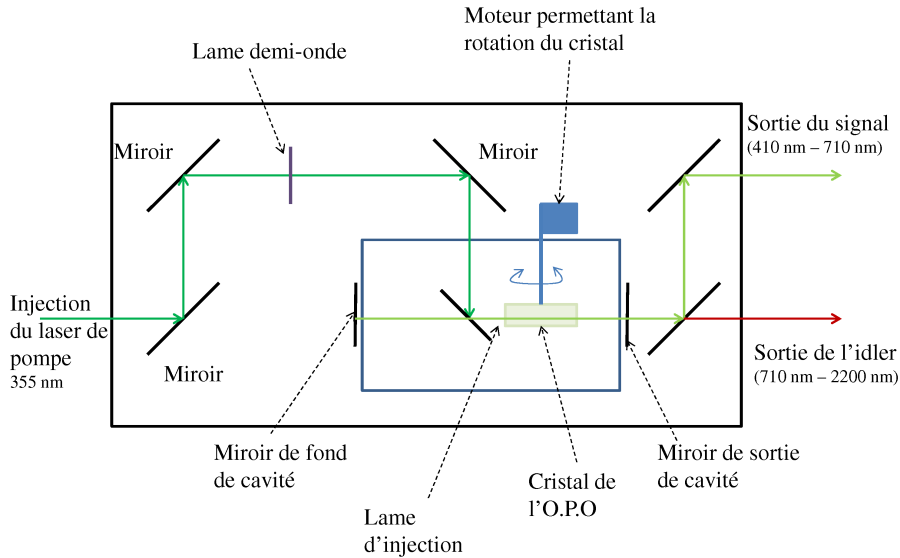 Moteur permettant la
rotation du cristal
Lame demi-onde
Miroir
Miroir
Sortie du signal
(410 nm – 710 nm)
Injection
du laser de
pompe
355 nm
Miroir
Sortie de l’idler
(710 nm – 2200 nm)
Miroir de fond
de cavité
Lame
d’injection
Cristal de
l’O.P.O
Miroir de sortie
de cavité